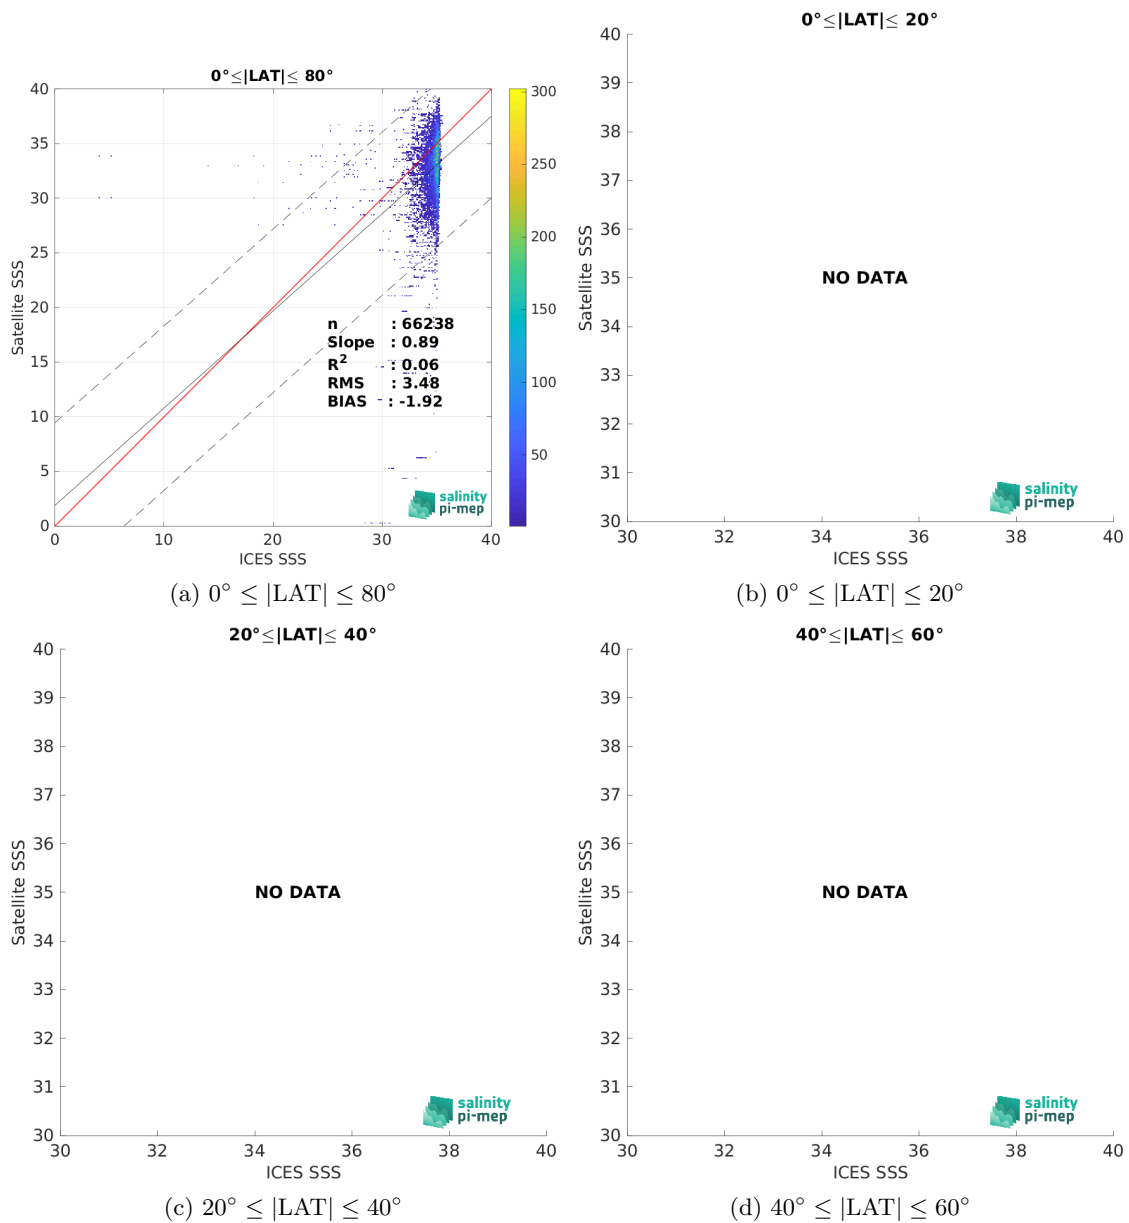 0°≤|LAT|≤ 80°
40
35
30
25
20
15
10
5
0
0
10
20
30
40
Satellite SSS
ICES SSS
n : 66238
Slope : 0.89
R² : 0.06
RMS : 3.48
BIAS : -1.92
300
250
200
150
100
50
salinity
pi-mep
(a) 0° ≤ |LAT| ≤ 80°
0°≤|LAT|≤ 20°
40
39
38
37
36
35
34
33
32
31
30
30
32
34
36
38
40
Satellite SSS
ICES SSS
NO DATA
salinity
pi-mep
(b) 0° ≤ |LAT| ≤ 20°
20°≤|LAT|≤ 40°
40
39
38
37
36
35
34
33
32
31
30
30
32
34
36
38
40
Satellite SSS
ICES SSS
NO DATA
salinity
pi-mep
(c) 20° ≤ |LAT| ≤ 40°
40°≤|LAT|≤ 60°
40
39
38
37
36
35
34
33
32
31
30
30
32
34
36
38
40
Satellite SSS
ICES SSS
NO DATA
salinity
pi-mep
(d) 40° ≤ |LAT| ≤ 60°